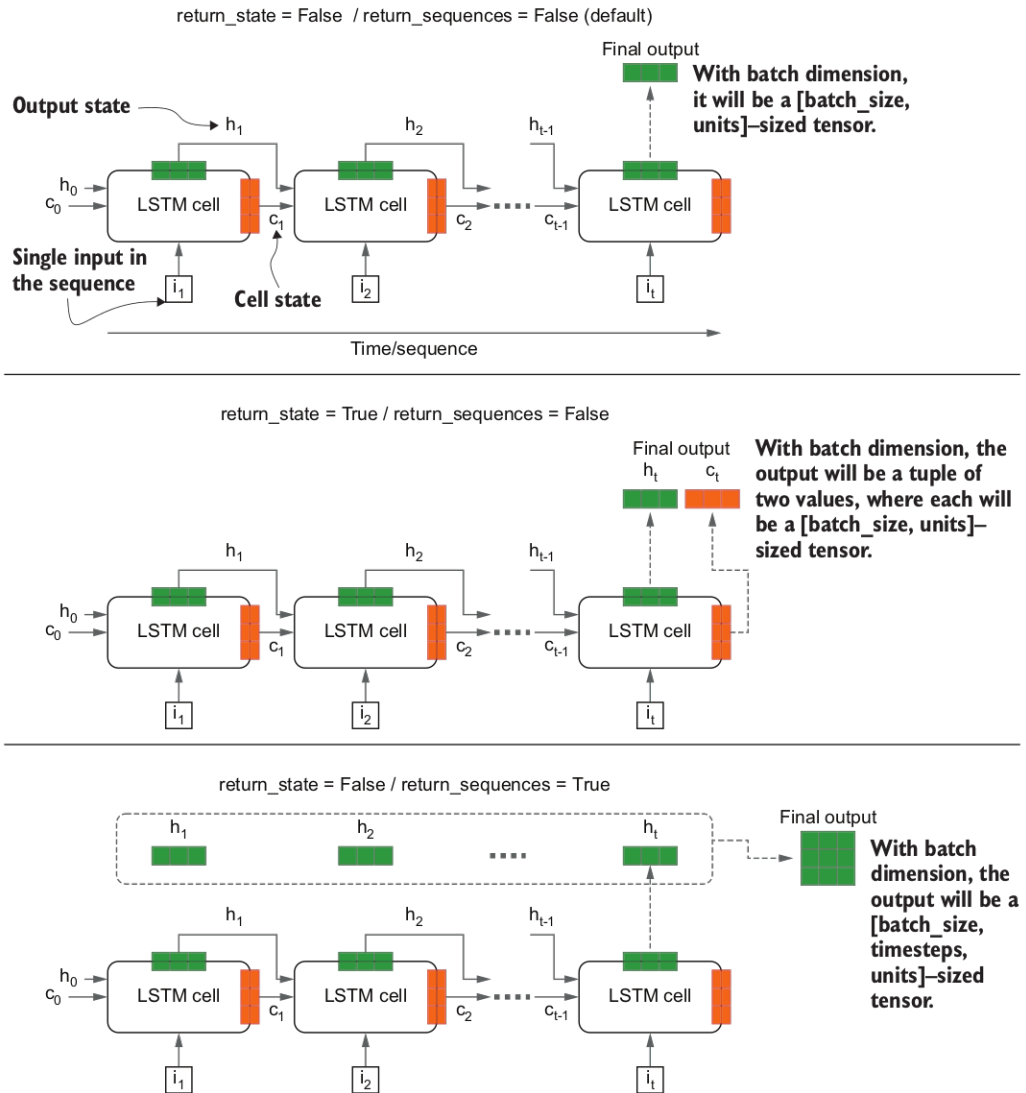 return_state = False / return_sequences = False (default)
Final output
With batch dimension,
it will be a [batch_size,
units]–sized tensor.
Output state
h1
h2
ht-1
h0
c0
LSTM cell
c1
LSTM cell
c2
ct-1
LSTM cell
Single input in
the sequence
i1
Cell state
i2
it
Time/sequence
return_state = True / return_sequences = False
Final output
ht
ct
With batch dimension, the
output will be a tuple of
two values, where each will
be a [batch_size, units]–
sized tensor.
h1
h2
ht-1
h0
c0
LSTM cell
c1
LSTM cell
c2
ct-1
LSTM cell
i1
i2
it
return_state = False / return_sequences = True
h1
h2
ht
Final output
With batch
dimension, the
output will be a
[batch_size,
timesteps,
units]–sized
tensor.
h1
h2
ht-1
h0
c0
LSTM cell
c1
LSTM cell
c2
ct-1
LSTM cell
i1
i2
it